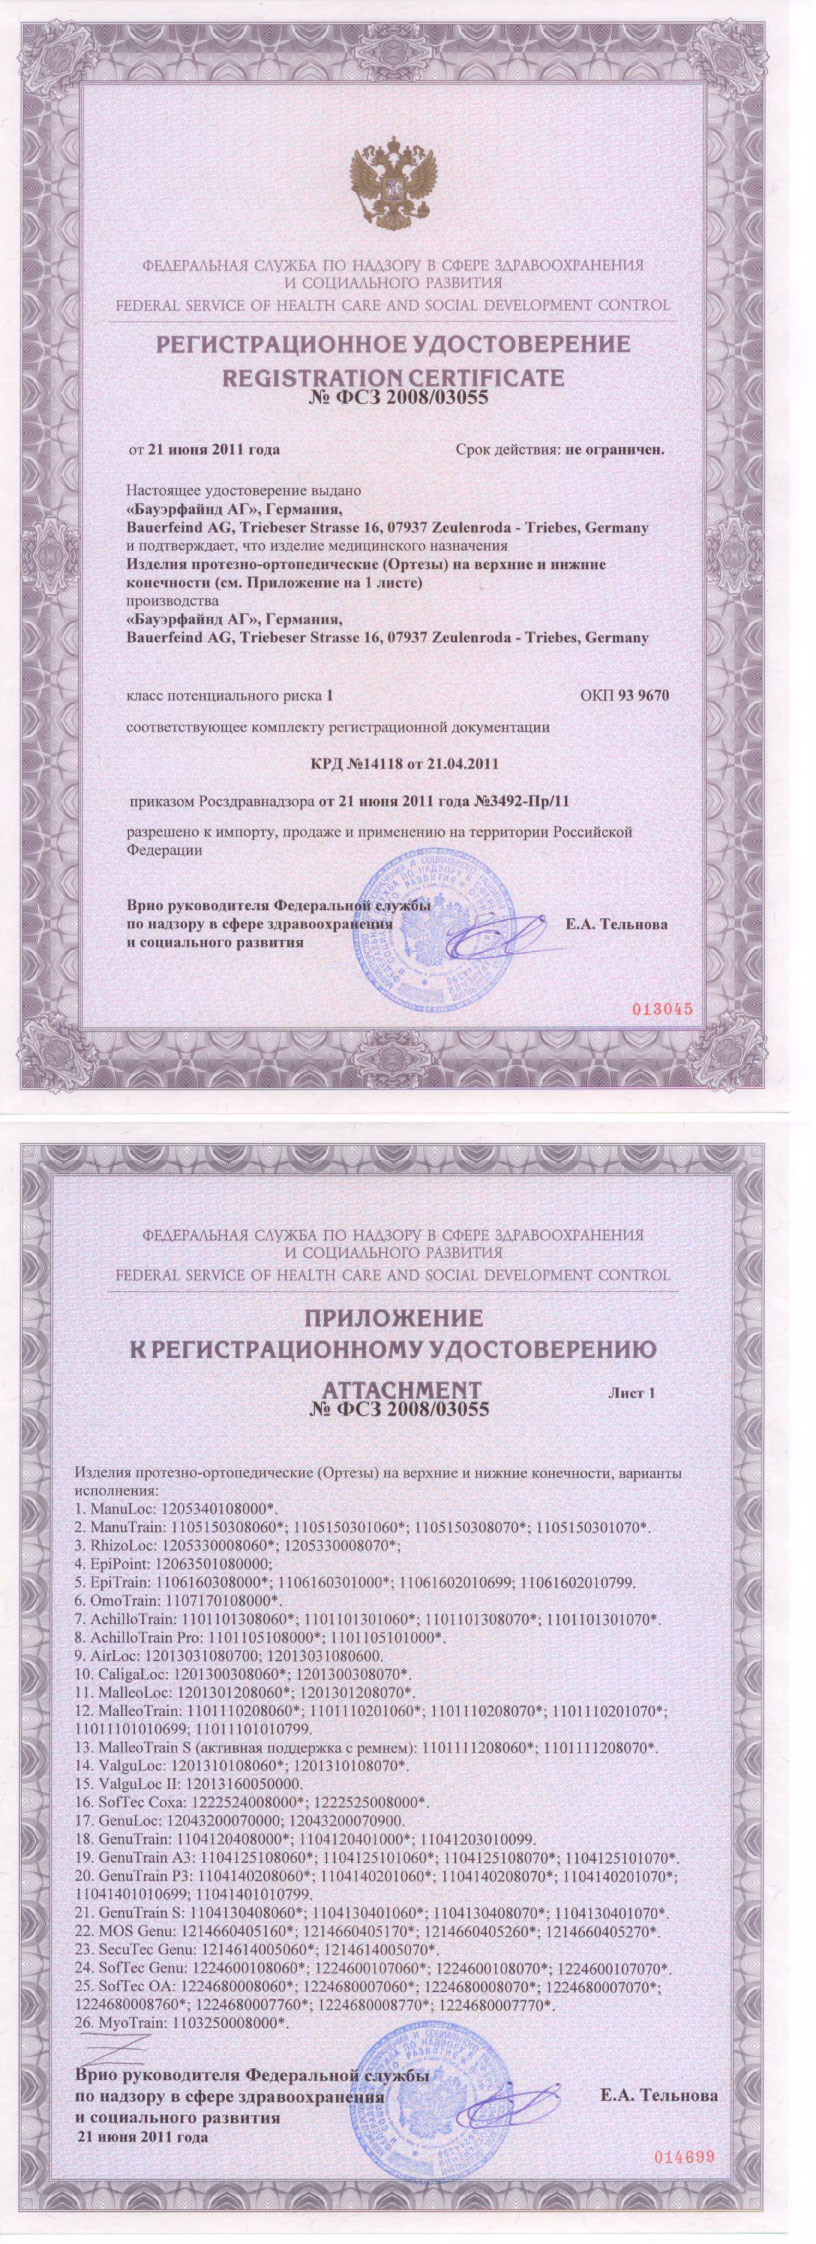 ФЕДЕРАЛЬНАЯ СЛУЖБА ПО НАДЗОРУ В СФЕРЕ ЗДРАВООХРАНЕНИЯ
И СОЦИАЛЬНОГО РАЗВИТИЯ
FEDERAL SERVICE OF HEALTH CARE AND SOCIAL DEVELOPMENT CONTROL
РЕГИСТРАЦИОННОЕ УДОСТОВЕРЕНИЕ
REGISTRATION CERTIFICATE
№ ФСЗ 2008/03055
от 21 июня 2011 года Срок действия: не ограничен.
Настоящее удостоверение выдано
«Бауэрфайнд АГ», Германия,
Bauerfeind AG, Triebeser Strasse 16, 07937 Zeulenroda - Triebes, Germany
и подтверждает, что изделие медицинского назначения
Изделия протезно-ортопедические (Ортезы) на верхние и нижние
конечности (см. Приложение на 1 листе)
производства
«Бауэрфайнд АГ», Германия,
Bauerfeind AG, Triebeser Strasse 16, 07937 Zeulenroda - Triebes, Germany
класс потенциального риска 1 ОКП 93 9670
соответствующее комплекту регистрационной документации
КРД №14118 от 21.04.2011
приказом Росздравнадзора от 21 июня 2011 года №3492-Пр/11
разрешено к импорту, продаже и применению на территории Российской
Федерации
Врио руководителя Федеральной службы
по надзору в сфере здравоохранения Е.А. Тельнова
и социального развития
013045
ФЕДЕРАЛЬНАЯ СЛУЖБА ПО НАДЗОРУ В СФЕРЕ ЗДРАВООХРАНЕНИЯ
И СОЦИАЛЬНОГО РАЗВИТИЯ
FEDERAL SERVICE OF HEALTH CARE AND SOCIAL DEVELOPMENT CONTROL
ПРИЛОЖЕНИЕ
К РЕГИСТРАЦИОННОМУ УДОСТОВЕРЕНИЮ
ATTACHMENT Лист 1
№ ФСЗ 2008/03055
Изделия протезно-ортопедические (Ортезы) на верхние и нижние конечности, варианты
исполнения:
1. ManuLoc: 1205340108000*.
2. ManuTrain: 1105150308060*; 1105150301060*; 1105150308070*; 1105150301070*.
3. RhizoLoc: 1205330008060*; 1205330008070*;
4. EpiPoint: 12063501080000;
5. EpiTrain: 1106160308000*; 1106160301000*; 11061602010699; 11061602010799.
6. OmoTrain: 1107170108000*.
7. AchilloTrain: 1101101308060*; 1101101301060*; 1101101308070*; 1101101301070*.
8. AchilloTrain Pro: 1101105108000*; 1101105101000*.
9. AirLoc: 12013031080700; 12013031080600.
10. CaligaLoc: 1201300308060*; 1201300308070*.
11. MalleoLoc: 1201301208060*; 1201301208070*.
12. MalleoTrain: 1101110208060*; 1101110201060*; 1101110208070*; 1101110201070*;
11011101010699; 11011101010799.
13. MalleoTrain S (активная поддержка с ремнем): 1101111208060*; 1101111208070*.
14. ValguLoc: 1201310108060*; 1201310108070*.
15. ValguLoc II: 12013160050000.
16. SofTec Coxa: 1222524008000*; 1222525008000*.
17. GenuLoc: 12043200070000; 12043200070900.
18. GenuTrain: 1104120408000*; 1104120401000*; 11041203010099.
19. GenuTrain A3: 1104125108060*; 1104125101060*; 1104125108070*; 1104125101070*.
20. GenuTrain P3: 1104140208060*; 1104140201060*; 1104140208070*; 1104140201070*;
11041401010699; 11041401010799.
21. GenuTrain S: 1104130408060*; 1104130401060*; 1104130408070*; 1104130401070*.
22. MOS Genu: 1214660405160*; 1214660405170*; 1214660405260*; 1214660405270*.
23. SecuTec Genu: 1214614005060*; 1214614005070*.
24. SofTec Genu: 1224600108060*; 1224600107060*; 1224600108070*; 1224600107070*.
25. SofTec OA: 1224680008060*; 1224680007060*; 1224680008070*; 1224680007070*;
1224680008760*; 1224680007760*; 1224680008770*; 1224680007770*.
26. MyoTrain: 1103250008000*.
Врио руководителя Федеральной службы
по надзору в сфере здравоохранения Е.А. Тельнова
и социального развития
21 июня 2011 года
014699